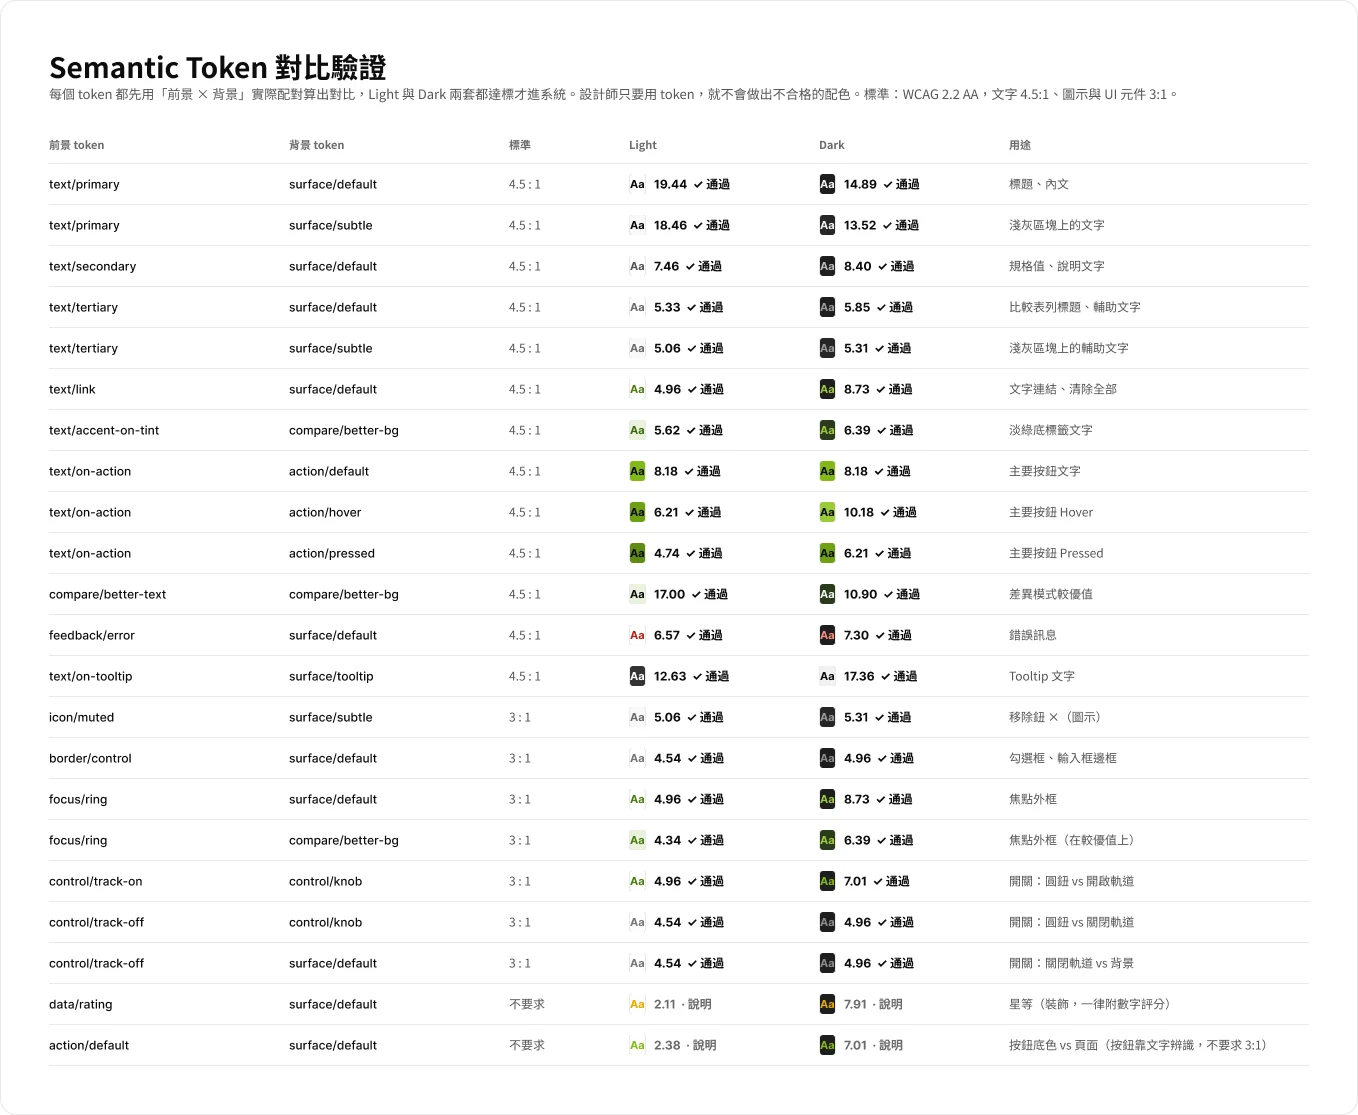 Semantic Token 對比驗證
每個 token 都先用「前景 × 背景」實際配對算出對比，Light 與 Dark 兩套都達標才進系統。設計師只要用 token，就不會做出不合格的配色。標準：WCAG 2.2 AA，文字 4.5:1、圖示與 UI 元件 3:1。
前景 token 背景 token 標準 Light Dark 用途
text/primary surface/default 4.5 : 1 Aa 19.44 ✓ 通過 Aa 14.89 ✓ 通過 標題、內文
text/primary surface/subtle 4.5 : 1 Aa 18.46 ✓ 通過 Aa 13.52 ✓ 通過 淺灰區塊上的文字
text/secondary surface/default 4.5 : 1 Aa 7.46 ✓ 通過 Aa 8.40 ✓ 通過 規格值、說明文字
text/tertiary surface/default 4.5 : 1 Aa 5.33 ✓ 通過 Aa 5.85 ✓ 通過 比較表列標題、輔助文字
text/tertiary surface/subtle 4.5 : 1 Aa 5.06 ✓ 通過 Aa 5.31 ✓ 通過 淺灰區塊上的輔助文字
text/link surface/default 4.5 : 1 Aa 4.96 ✓ 通過 Aa 8.73 ✓ 通過 文字連結、清除全部
text/accent-on-tint compare/better-bg 4.5 : 1 Aa 5.62 ✓ 通過 Aa 6.39 ✓ 通過 淡綠底標籤文字
text/on-action action/default 4.5 : 1 Aa 8.18 ✓ 通過 Aa 8.18 ✓ 通過 主要按鈕文字
text/on-action action/hover 4.5 : 1 Aa 6.21 ✓ 通過 Aa 10.18 ✓ 通過 主要按鈕 Hover
text/on-action action/pressed 4.5 : 1 Aa 4.74 ✓ 通過 Aa 6.21 ✓ 通過 主要按鈕 Pressed
compare/better-text compare/better-bg 4.5 : 1 Aa 17.00 ✓ 通過 Aa 10.90 ✓ 通過 差異模式較優值
feedback/error surface/default 4.5 : 1 Aa 6.57 ✓ 通過 Aa 7.30 ✓ 通過 錯誤訊息
text/on-tooltip surface/tooltip 4.5 : 1 Aa 12.63 ✓ 通過 Aa 17.36 ✓ 通過 Tooltip 文字
icon/muted surface/subtle 3 : 1 Aa 5.06 ✓ 通過 Aa 5.31 ✓ 通過 移除鈕 ×（圖示）
border/control surface/default 3 : 1 Aa 4.54 ✓ 通過 Aa 4.96 ✓ 通過 勾選框、輸入框邊框
focus/ring surface/default 3 : 1 Aa 4.96 ✓ 通過 Aa 8.73 ✓ 通過 焦點外框
focus/ring compare/better-bg 3 : 1 Aa 4.34 ✓ 通過 Aa 6.39 ✓ 通過 焦點外框（在較優值上）
control/track-on control/knob 3 : 1 Aa 4.96 ✓ 通過 Aa 7.01 ✓ 通過 開關：圓鈕 vs 開啟軌道
control/track-off control/knob 3 : 1 Aa 4.54 ✓ 通過 Aa 4.96 ✓ 通過 開關：圓鈕 vs 關閉軌道
control/track-off surface/default 3 : 1 Aa 4.54 ✓ 通過 Aa 4.96 ✓ 通過 開關：關閉軌道 vs 背景
data/rating surface/default 不要求 Aa 2.11 · 說明 Aa 7.91 · 說明 星等（裝飾，一律附數字評分）
action/default surface/default 不要求 Aa 2.38 · 說明 Aa 7.01 · 說明 按鈕底色 vs 頁面（按鈕靠文字辨識，不要求 3:1）